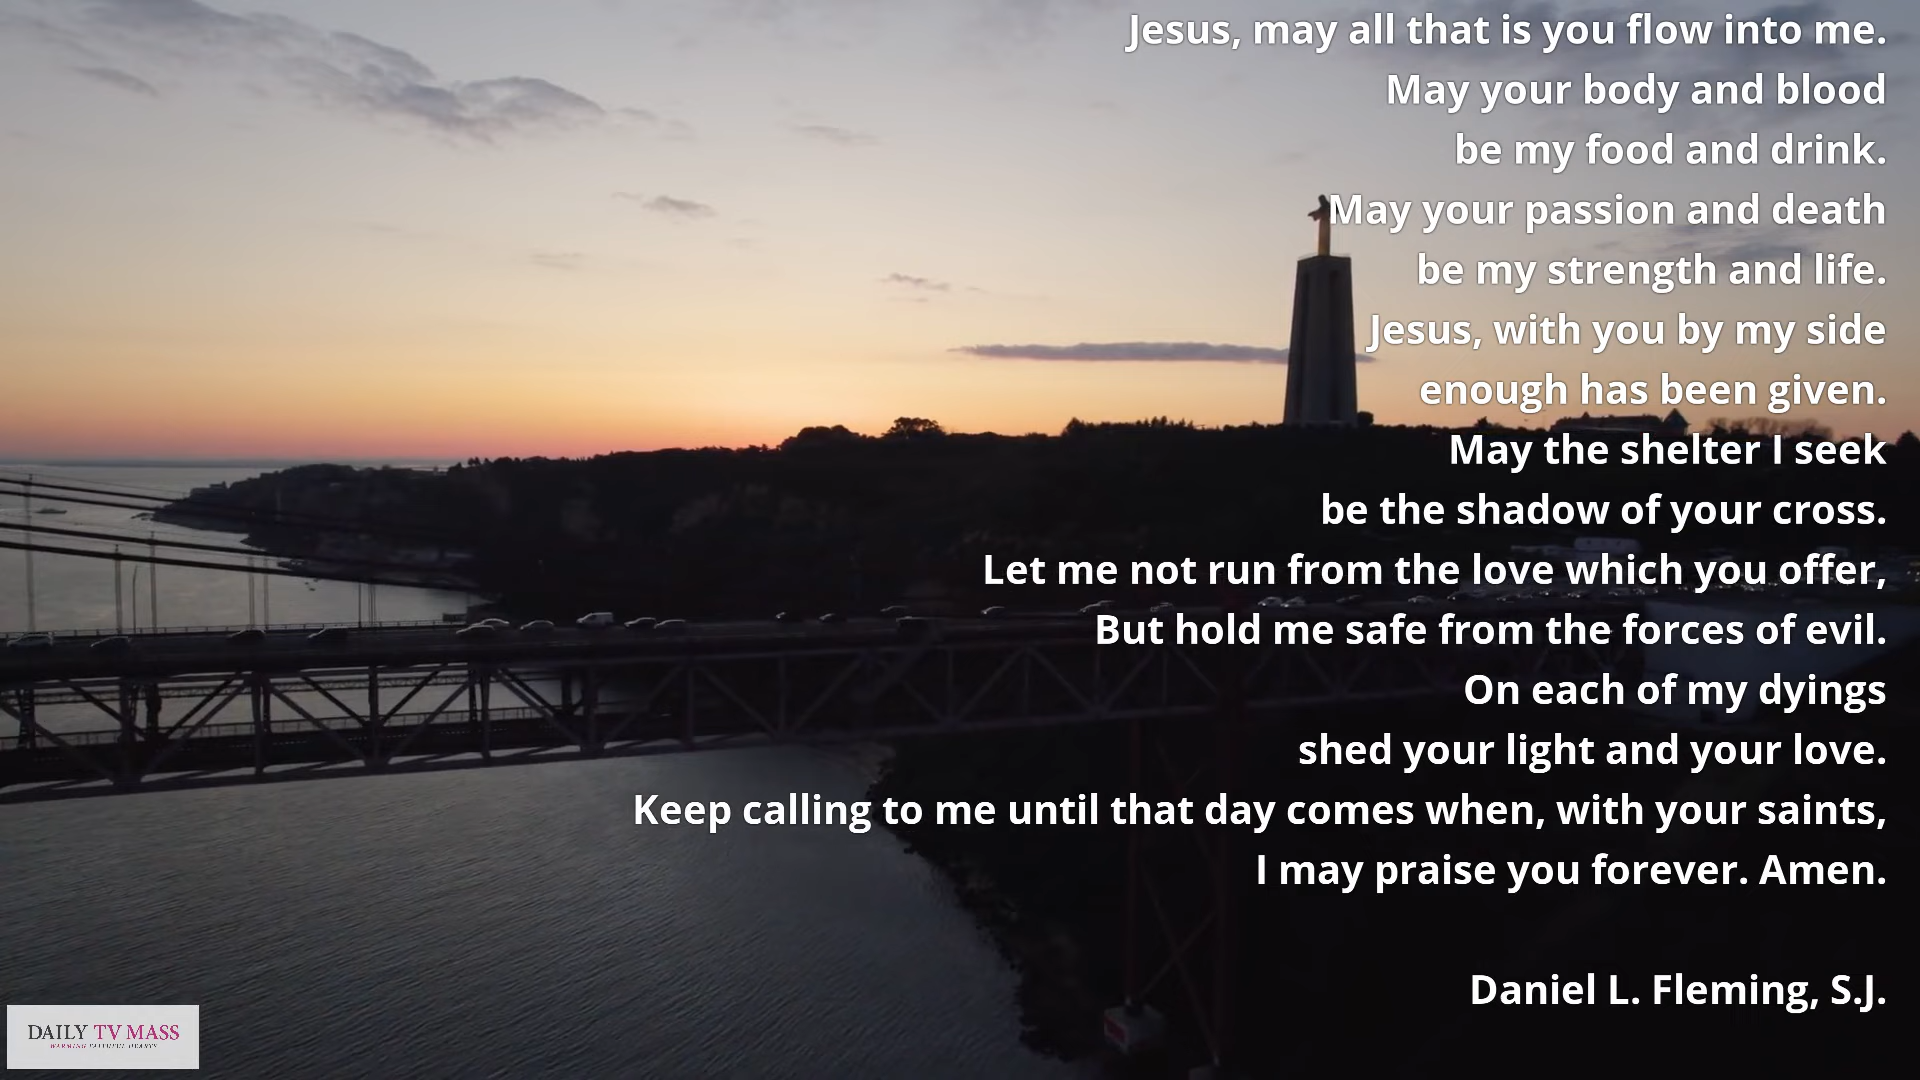 Jesus, may all that is you flow into me.
May your body and blood
be my food and drink.
May your passion and death
be my strength and life.
Jesus, with you by my side
enough has been given.
May the shelter I seek
be the shadow of your cross.
Let me not run from the love which you offer,
But hold me safe from the forces of evil.
On each of my dyings
shed your light and your love.
Keep calling to me until that day comes when, with your saints,
I may praise you forever. Amen.
Daniel L. Fleming, S.J.
DAILY TV MASS
WARMING FAITHFUL HEARTS